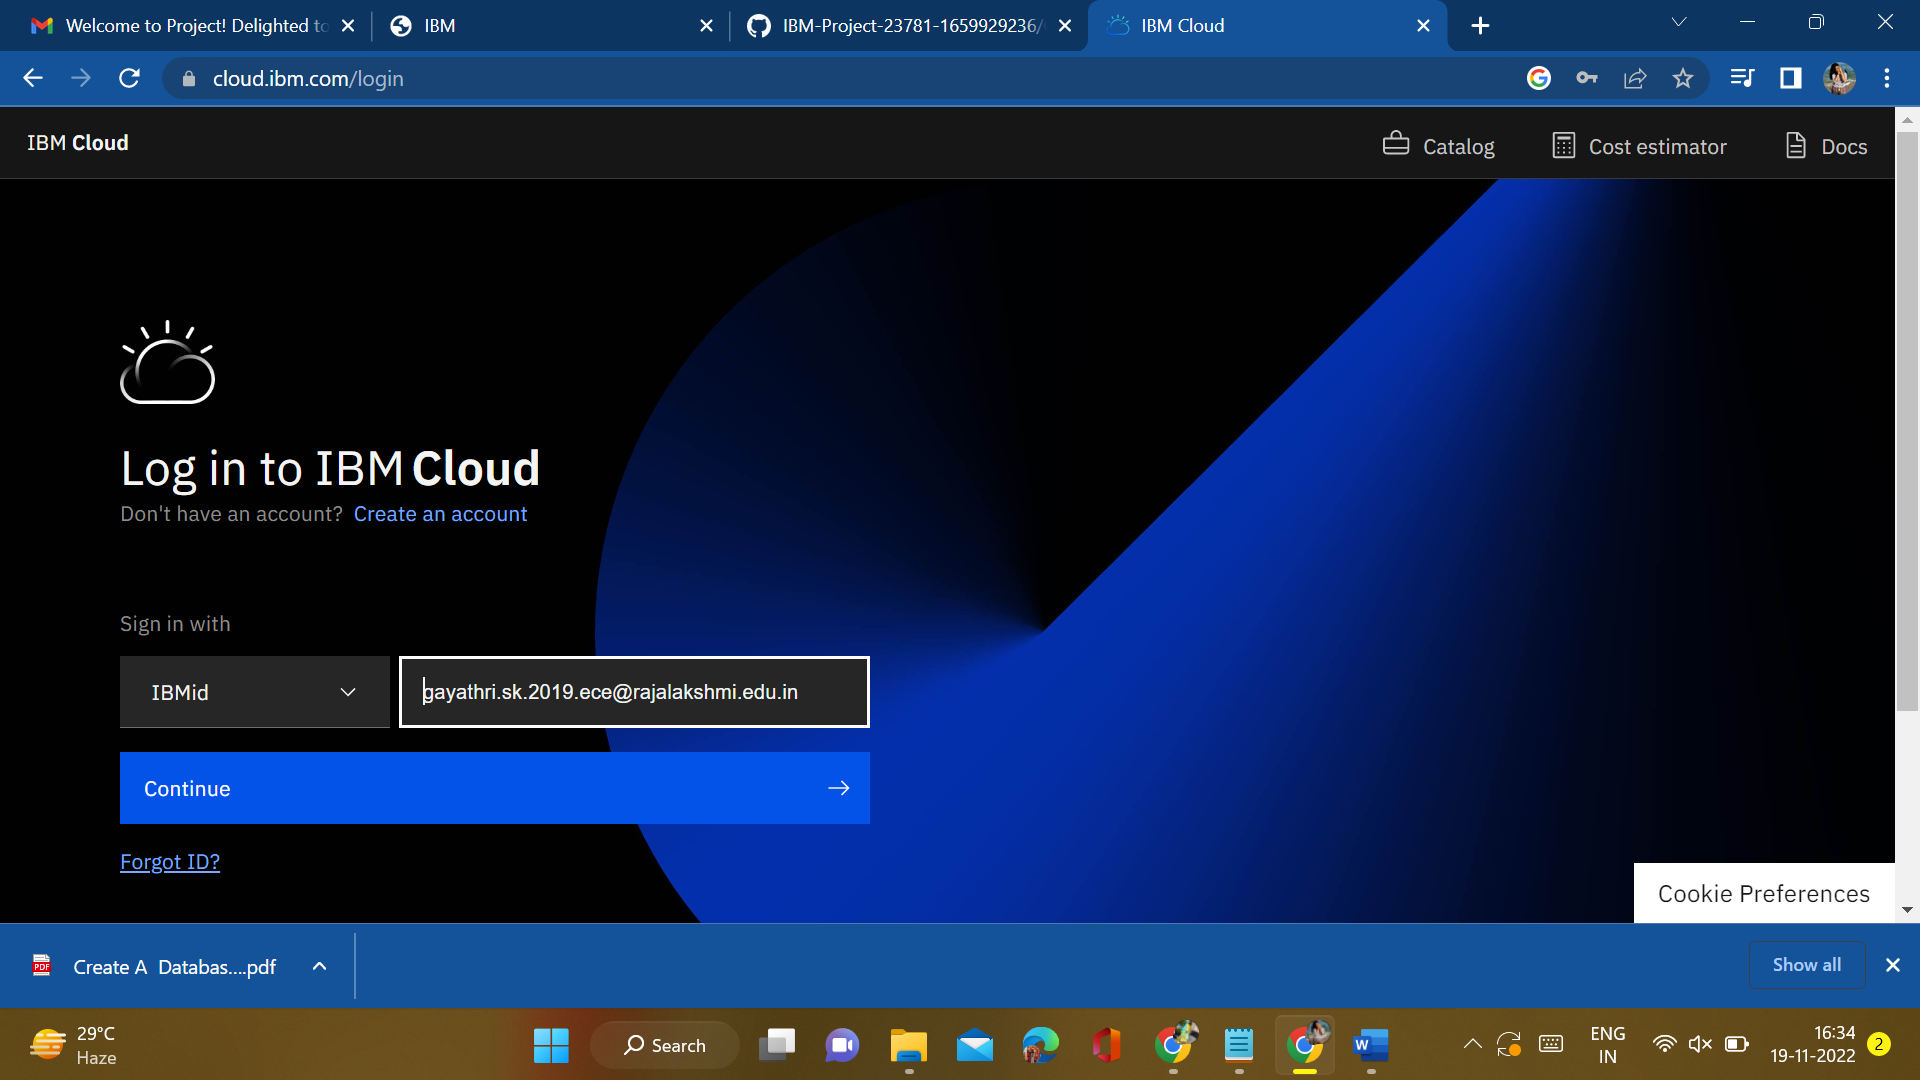 Welcome to Project! Delighted to
IBM
IBM-Project-23781-1659929236/
IBM Cloud
cloud.ibm.com/login
IBM Cloud
Catalog
Cost estimator
Docs
Log in to IBM Cloud
Don't have an account? Create an account
Sign in with
IBMid
gayathri.sk.2019.ece@rajalakshmi.edu.in
Continue
Forgot ID?
Cookie Preferences
PDF
Create A Databas....pdf
Show all
29°C
Haze
Search
W
ENG
IN
16:34
19-11-2022
2